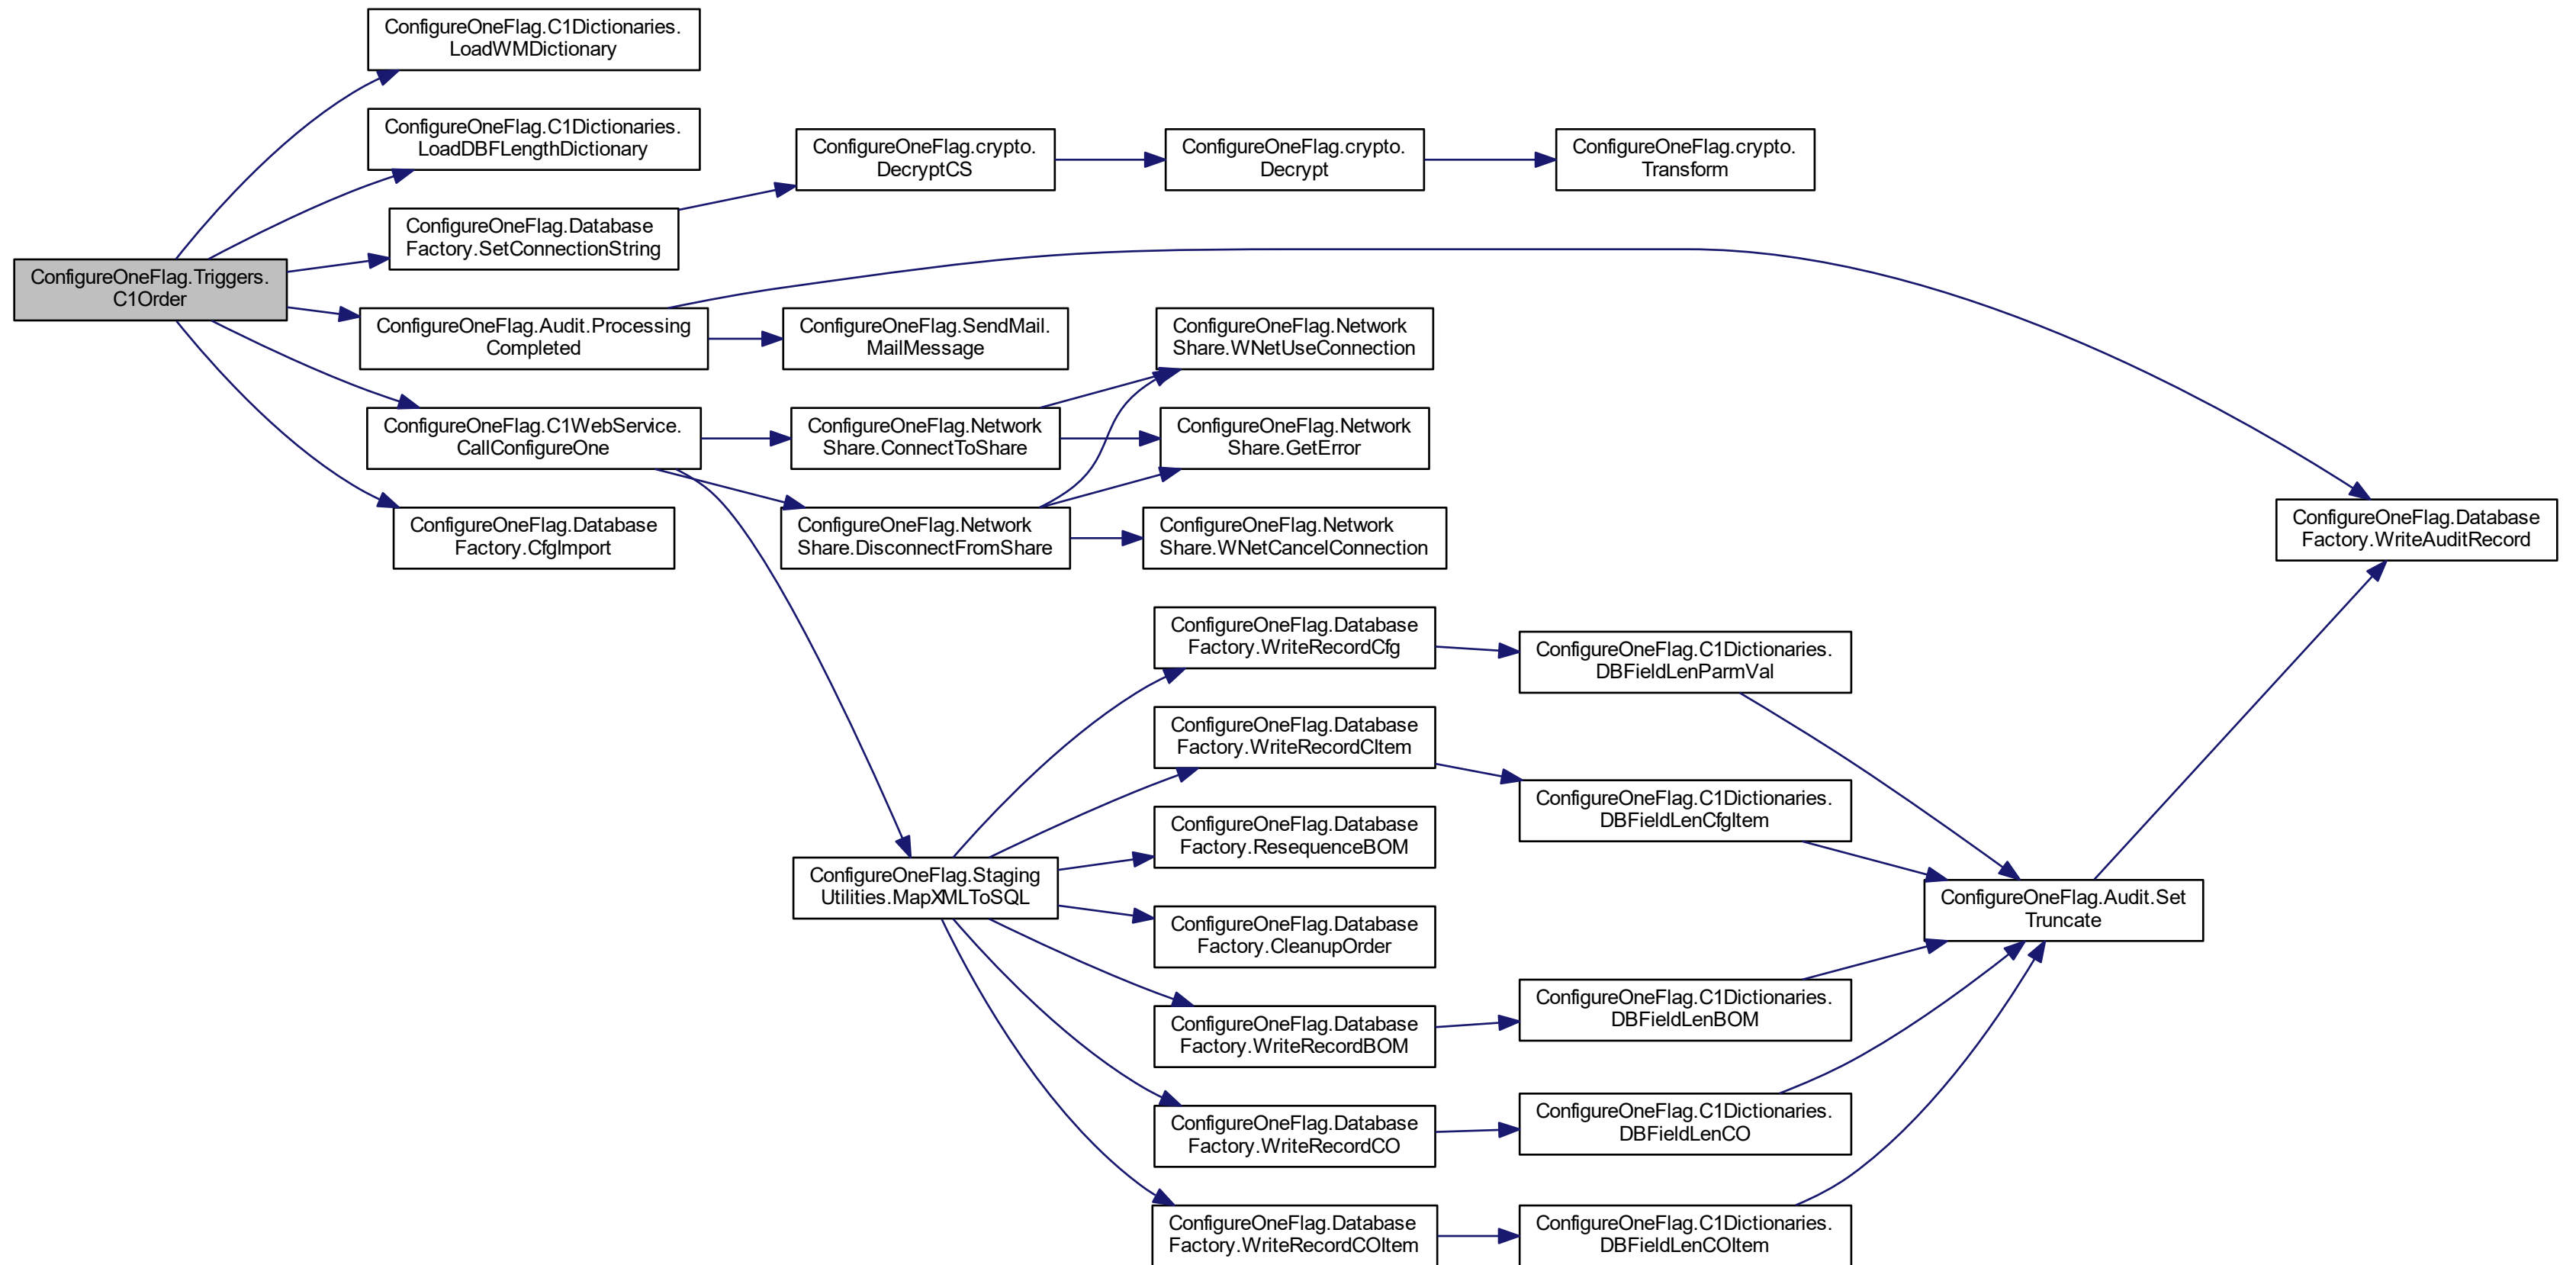 ConfigureOneFlag.C1Dictionaries.
LoadWMDictionary
ConfigureOneFlag.C1Dictionaries.
LoadDBFLengthDictionary
ConfigureOneFlag.crypto.
DecryptCS
ConfigureOneFlag.crypto.
Decrypt
ConfigureOneFlag.crypto.
Transform
ConfigureOneFlag.Database
Factory.SetConnectionString
ConfigureOneFlag.Triggers.
C1Order
ConfigureOneFlag.Audit.Processing
Completed
ConfigureOneFlag.SendMail.
MailMessage
ConfigureOneFlag.Network
Share.WNetUseConnection
ConfigureOneFlag.C1WebService.
CallConfigureOne
ConfigureOneFlag.Network
Share.ConnectToShare
ConfigureOneFlag.Network
Share.GetError
ConfigureOneFlag.Database
Factory.CfgImport
ConfigureOneFlag.Network
Share.DisconnectFromShare
ConfigureOneFlag.Network
Share.WNetCancelConnection
ConfigureOneFlag.Database
Factory.WriteAuditRecord
ConfigureOneFlag.Database
Factory.WriteRecordCfg
ConfigureOneFlag.C1Dictionaries.
DBFieldLenParmVal
ConfigureOneFlag.Database
Factory.WriteRecordCItem
ConfigureOneFlag.C1Dictionaries.
DBFieldLenCfgItem
ConfigureOneFlag.Database
Factory.ResequenceBOM
ConfigureOneFlag.Staging
Utilities.MapXMLToSQL
ConfigureOneFlag.Audit.Set
Truncate
ConfigureOneFlag.Database
Factory.CleanupOrder
ConfigureOneFlag.Database
Factory.WriteRecordBOM
ConfigureOneFlag.C1Dictionaries.
DBFieldLenBOM
ConfigureOneFlag.Database
Factory.WriteRecordCO
ConfigureOneFlag.C1Dictionaries.
DBFieldLenCO
ConfigureOneFlag.Database
Factory.WriteRecordCOItem
ConfigureOneFlag.C1Dictionaries.
DBFieldLenCOItem